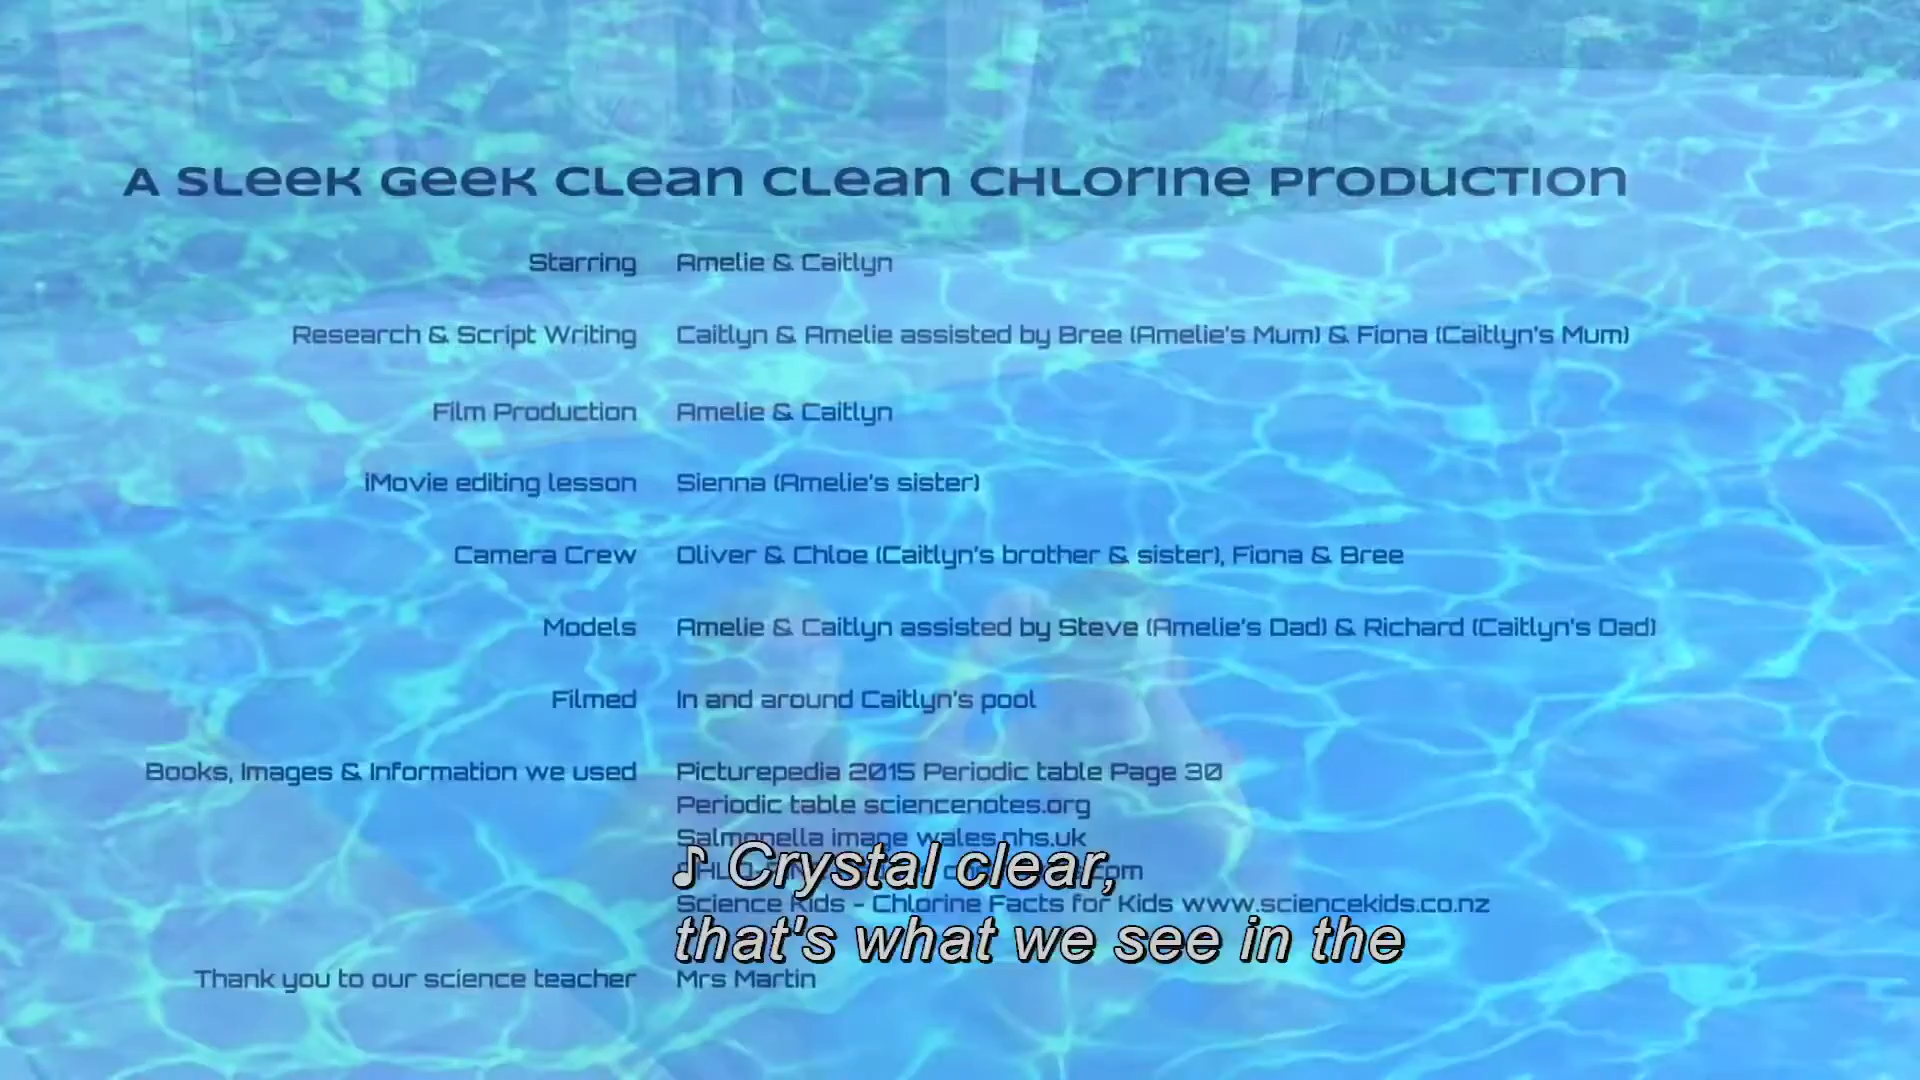 A Sleek Geek Clean Clean Chlorine Production
Starring Amelie & Caitlyn
Research & Script Writing Caitlyn & Amelie assisted by Bree (Amelie's Mum) & Fiona (Caitlyn's Mum)
Film Production Amelie & Caitlyn
iMovie editing lesson Sienna (Amelie's sister)
Camera Crew Oliver & Chloe (Caitlyn's brother & sister), Fiona & Bree
Models Amelie & Caitlyn assisted by Steve (Amelie's Dad) & Richard (Caitlyn's Dad)
Filmed In and around Caitlyn's pool
Books, Images & Information we used Picturepedia 2015 Periodic table Page 30
Periodic table sciencenotes.org
Salmonella image wales.nhs.uk
♪ Crystal clear,
Science Kids - Chlorine Facts for Kids www.sciencekids.co.nz
that's what we see in the
Thank you to our science teacher Mrs Martin